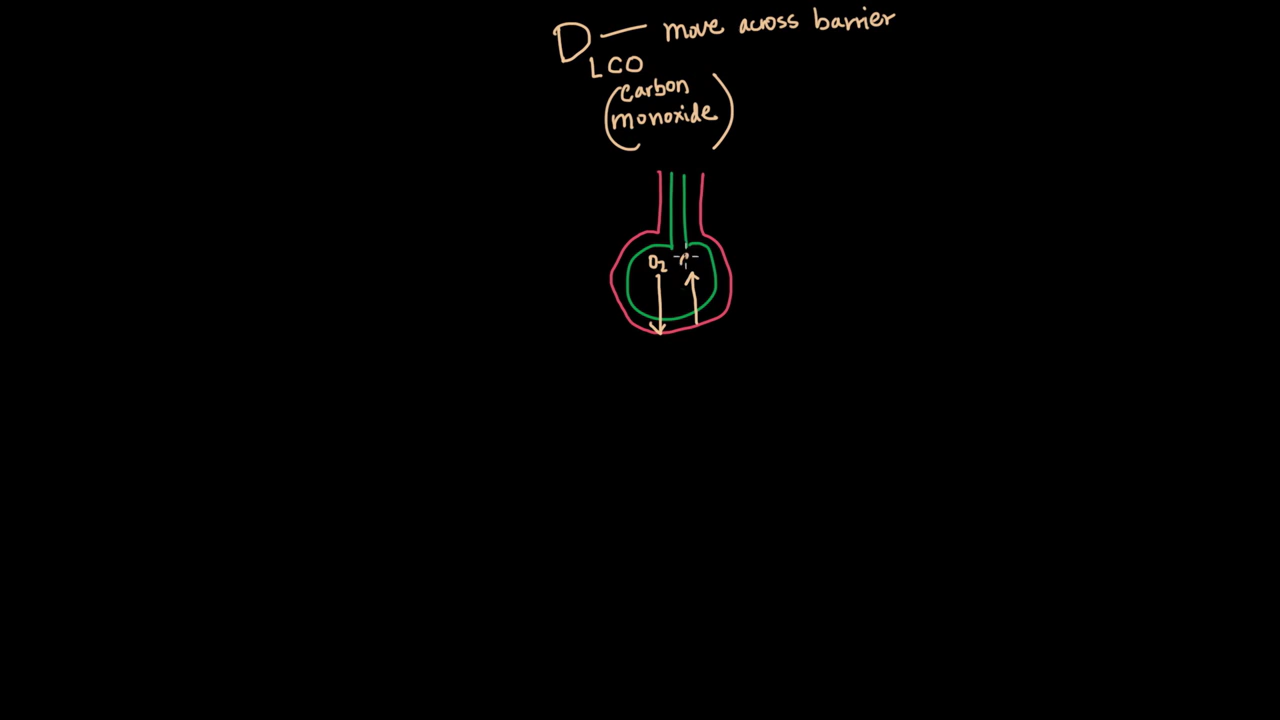 D — move across barrier
LCO
(Carbon
monoxide)
O2